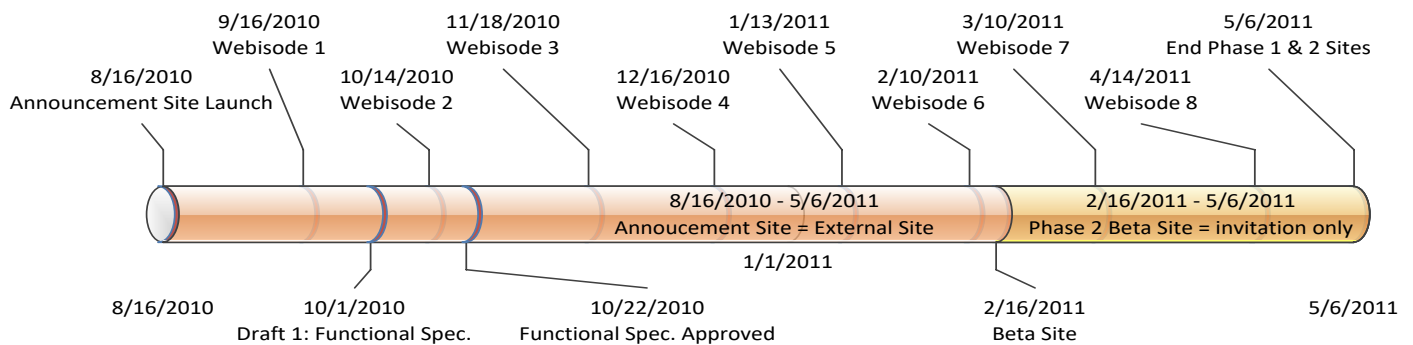 9/16/2010
Webisode 1
11/18/2010
Webisode 3
1/13/2011
Webisode 5
3/10/2011
Webisode 7
5/6/2011
End Phase 1 & 2 Sites
8/16/2010
Announcement Site Launch
10/14/2010
Webisode 2
12/16/2010
Webisode 4
2/10/2011
Webisode 6
4/14/2011
Webisode 8
8/16/2010 - 5/6/2011
Annoucement Site = External Site
2/16/2011 - 5/6/2011
Phase 2 Beta Site = invitation only
1/1/2011
8/16/2010
10/1/2010
Draft 1: Functional Spec.
10/22/2010
Functional Spec. Approved
2/16/2011
Beta Site
5/6/2011